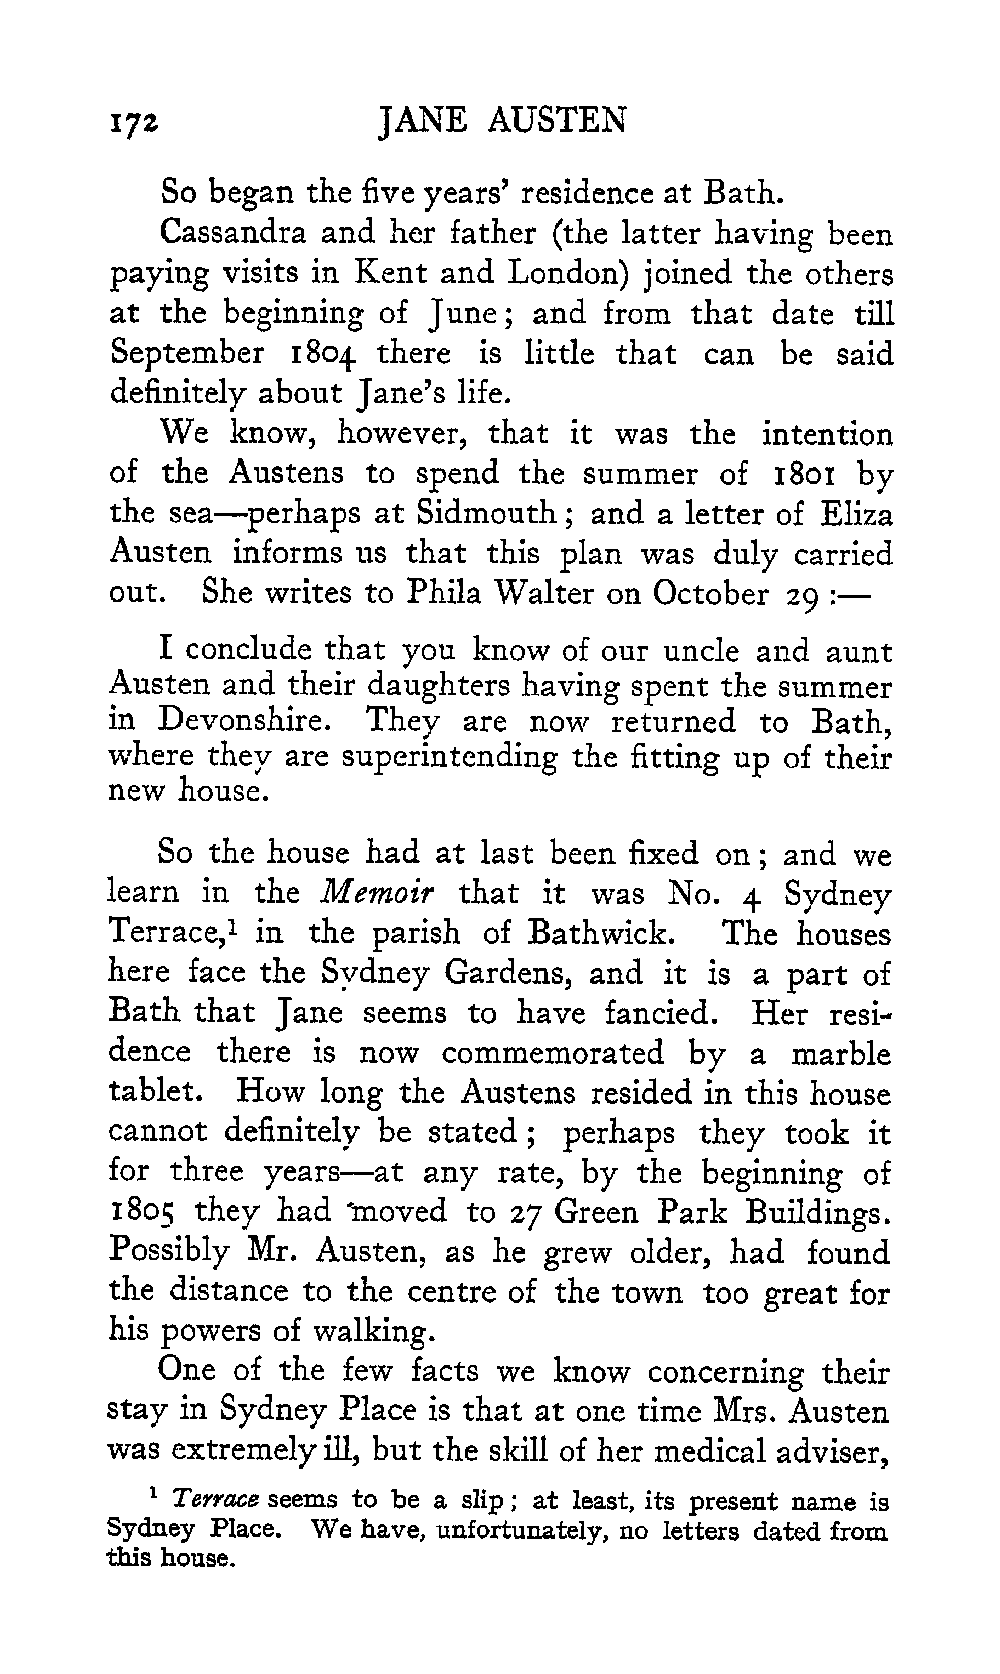 172 JANE AUSTEN
So began the five years’ residence at Bath.
Cassandra and her father (the latter having been
paying visits in Kent and London) joined the others
at the beginning of June; and from that date till
September 1804 there is little that can be said
definitely about Jane’s life.
We know, however, that it was the intention
of the Austens to spend the summer of 1801 by
the sea—perhaps at Sidmouth; and a letter of Eliza
Austen informs us that this plan was duly carried
out. She writes to Phila Walter on October 29 :—
I conclude that you know of our uncle and aunt
Austen and their daughters having spent the summer
in Devonshire. They are now returned to Bath,
where they are superintending the fitting up of their
new house.
So the house had at last been fixed on; and we
learn in the Memoir that it was No. 4 Sydney
Terrace,¹ in the parish of Bathwick. The houses
here face the Sydney Gardens, and it is a part of
Bath that Jane seems to have fancied. Her resi-
dence there is now commemorated by a marble
tablet. How long the Austens resided in this house
cannot definitely be stated; perhaps they took it
for three years—at any rate, by the beginning of
1805 they had moved to 27 Green Park Buildings.
Possibly Mr. Austen, as he grew older, had found
the distance to the centre of the town too great for
his powers of walking.
One of the few facts we know concerning their
stay in Sydney Place is that at one time Mrs. Austen
was extremely ill, but the skill of her medical adviser,
¹ Terrace seems to be a slip; at least, its present name is
Sydney Place. We have, unfortunately, no letters dated from
this house.